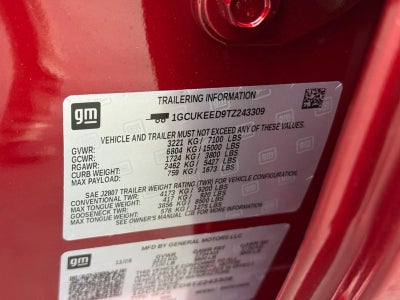 gm
TRAILERING INFORMATION
1GCUKEED9TZ243309
VEHICLE AND TRAILER MUST NOT EXCEED ANY OF THESE VALUES
GVWR: 3221 KG / 7100 LBS
GCWR: 6804 KG / 15000 LBS
RGAWR: 1724 KG / 3800 LBS
CURB WEIGHT: 2462 KG / 5427 LBS
MAX PAYLOAD: 759 KG / 1673 LBS
SAE J2807 TRAILER WEIGHT RATING (TWR) FOR VEHICLE CONFIGURATION.
CONVENTIONAL TWR: 4173 KG / 9200 LBS
MAX TONGUE WEIGHT: 417 KG / 920 LBS
GOOSENECK TWR: 3856 KG / 8500 LBS
MAX TONGUE WEIGHT: 578 KG / 1275 LBS
SEE OWNER'S MANUAL C/B FOR MORE INFORMATION
gm
MFD BY GENERAL MOTORS LLC